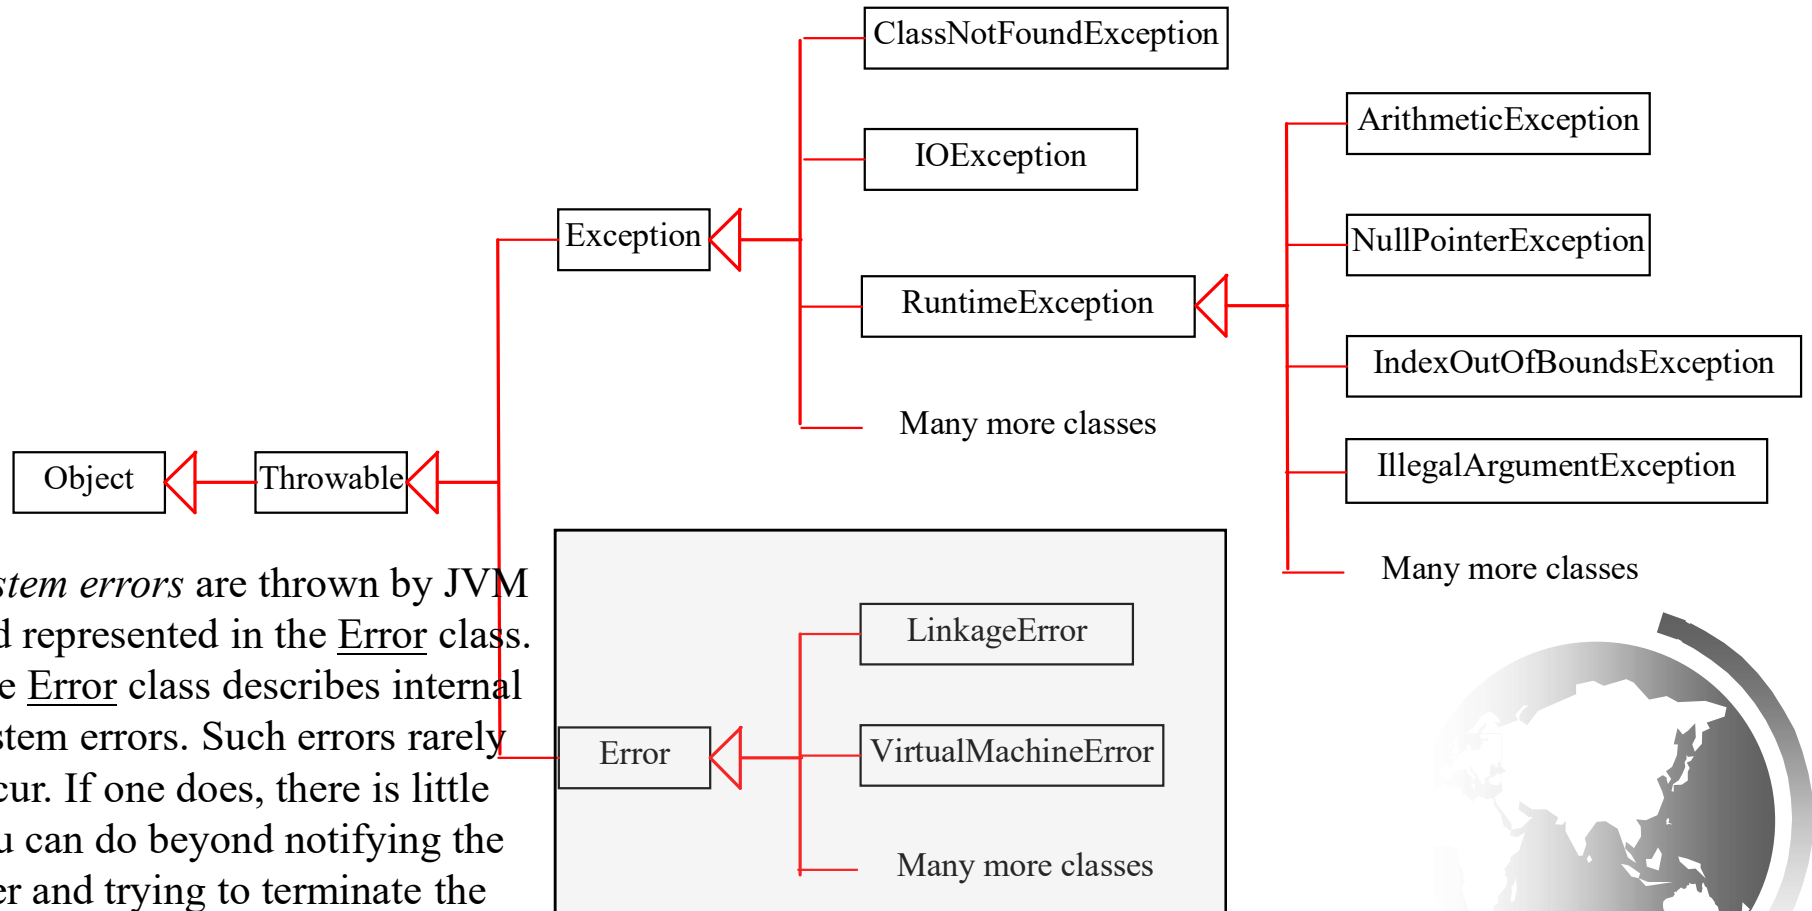 ClassNotFoundException
ArithmeticException
IOException
NullPointerException
Exception
RuntimeException
IndexOutOfBoundsException
Many more classes
IllegalArgumentException
Object
Throwable
Many more classes
stem errors are thrown by JVM
d represented in the Error class.
e Error class describes internal
stem errors. Such errors rarely
cur. If one does, there is little
u can do beyond notifying the
er and trying to terminate the
LinkageError
Error
VirtualMachineError
Many more classes